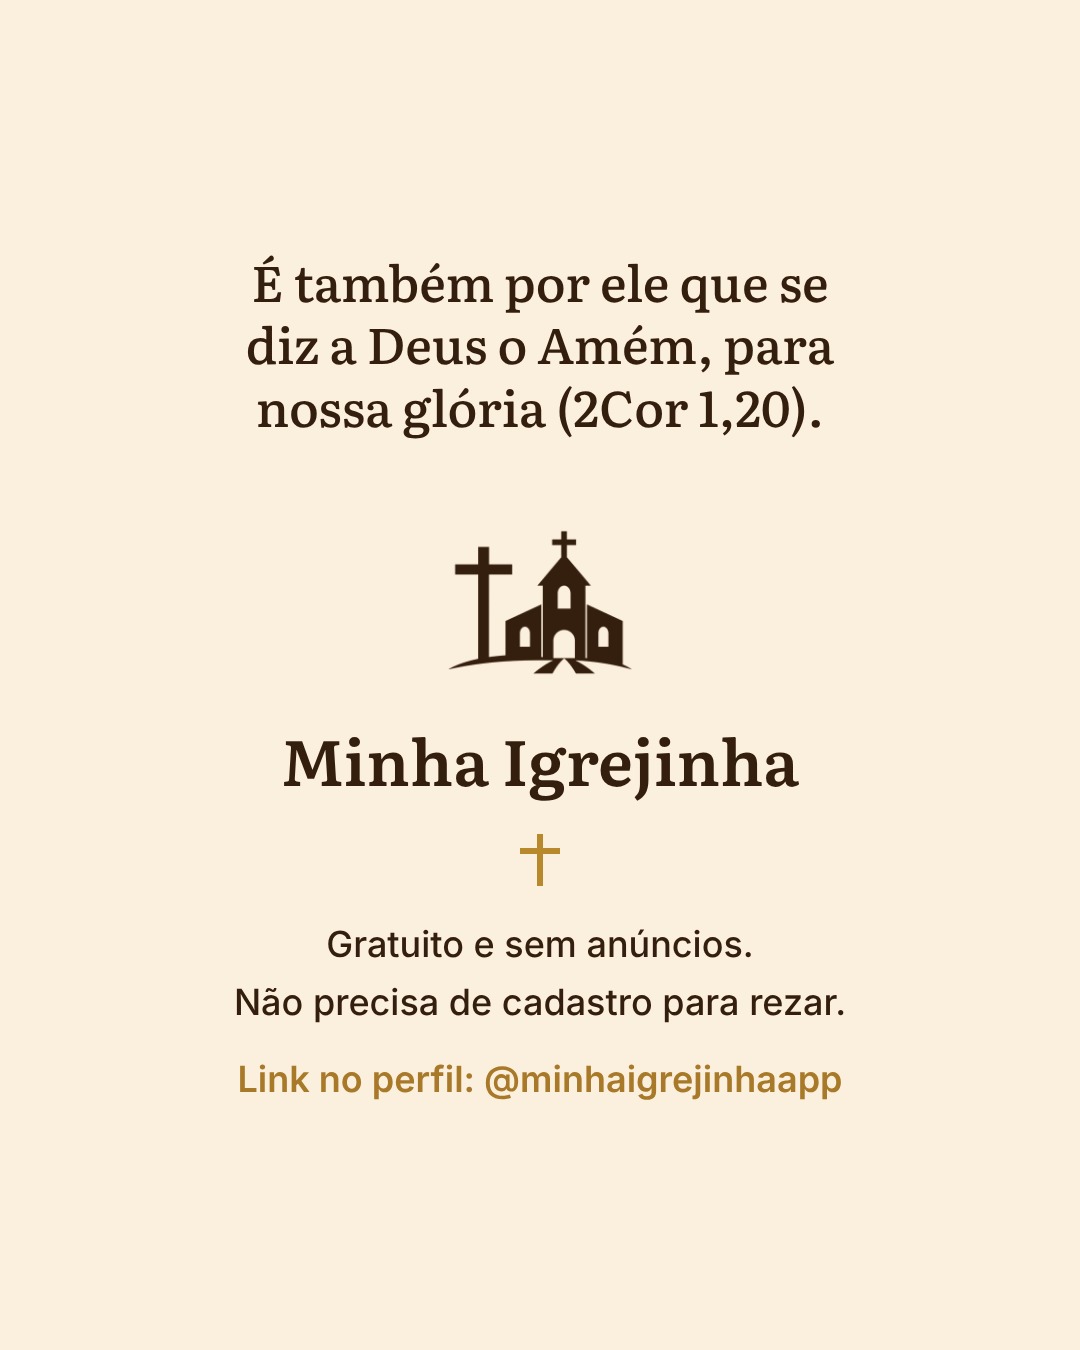 É também por ele que se
diz a Deus o Amém, para
nossa glória (2Cor 1,20).
Minha Igrejinha
Gratuito e sem anúncios.
Não precisa de cadastro para rezar.
Link no perfil: @minhaigrejinhaapp